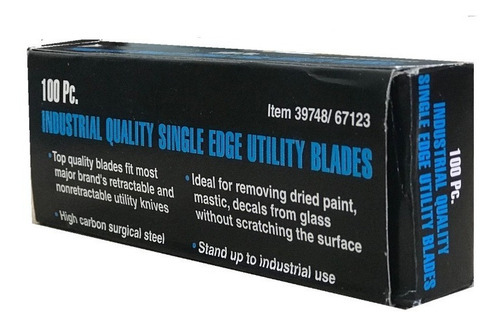 100 Pc.
Item 39748/ 67123
INDUSTRIAL QUALITY SINGLE EDGE UTILITY BLADES
• Top quality blades fit most
major brand's retractable and
nonretractable utility knives
• High carbon surgical steel
• Ideal for removing dried paint,
mastic, decals from glass
without scratching the surface
• Stand up to industrial use
100 Pc.
INDUSTRIAL QUALITY
SINGLE EDGE UTILITY BLADES